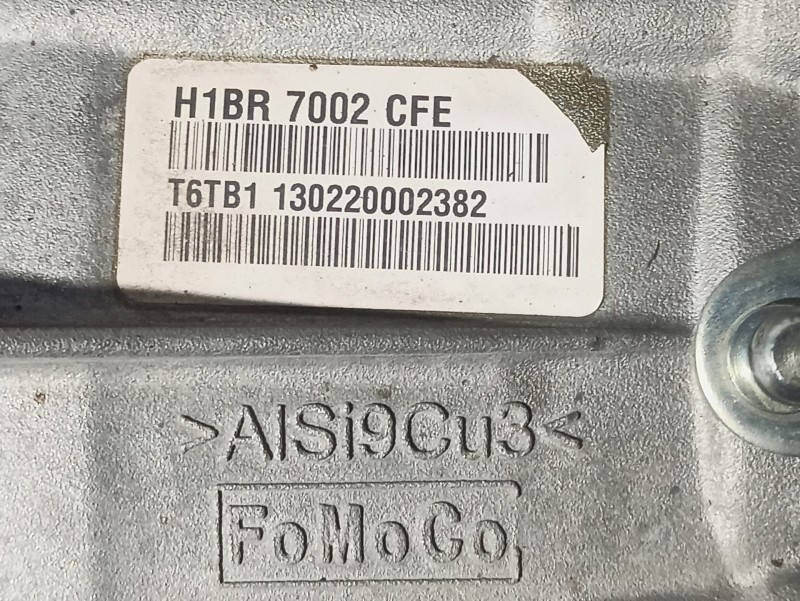 H1BR 7002 CFE
T6TB1 130220002382
>AlSi9Cu3<
FoMoCo